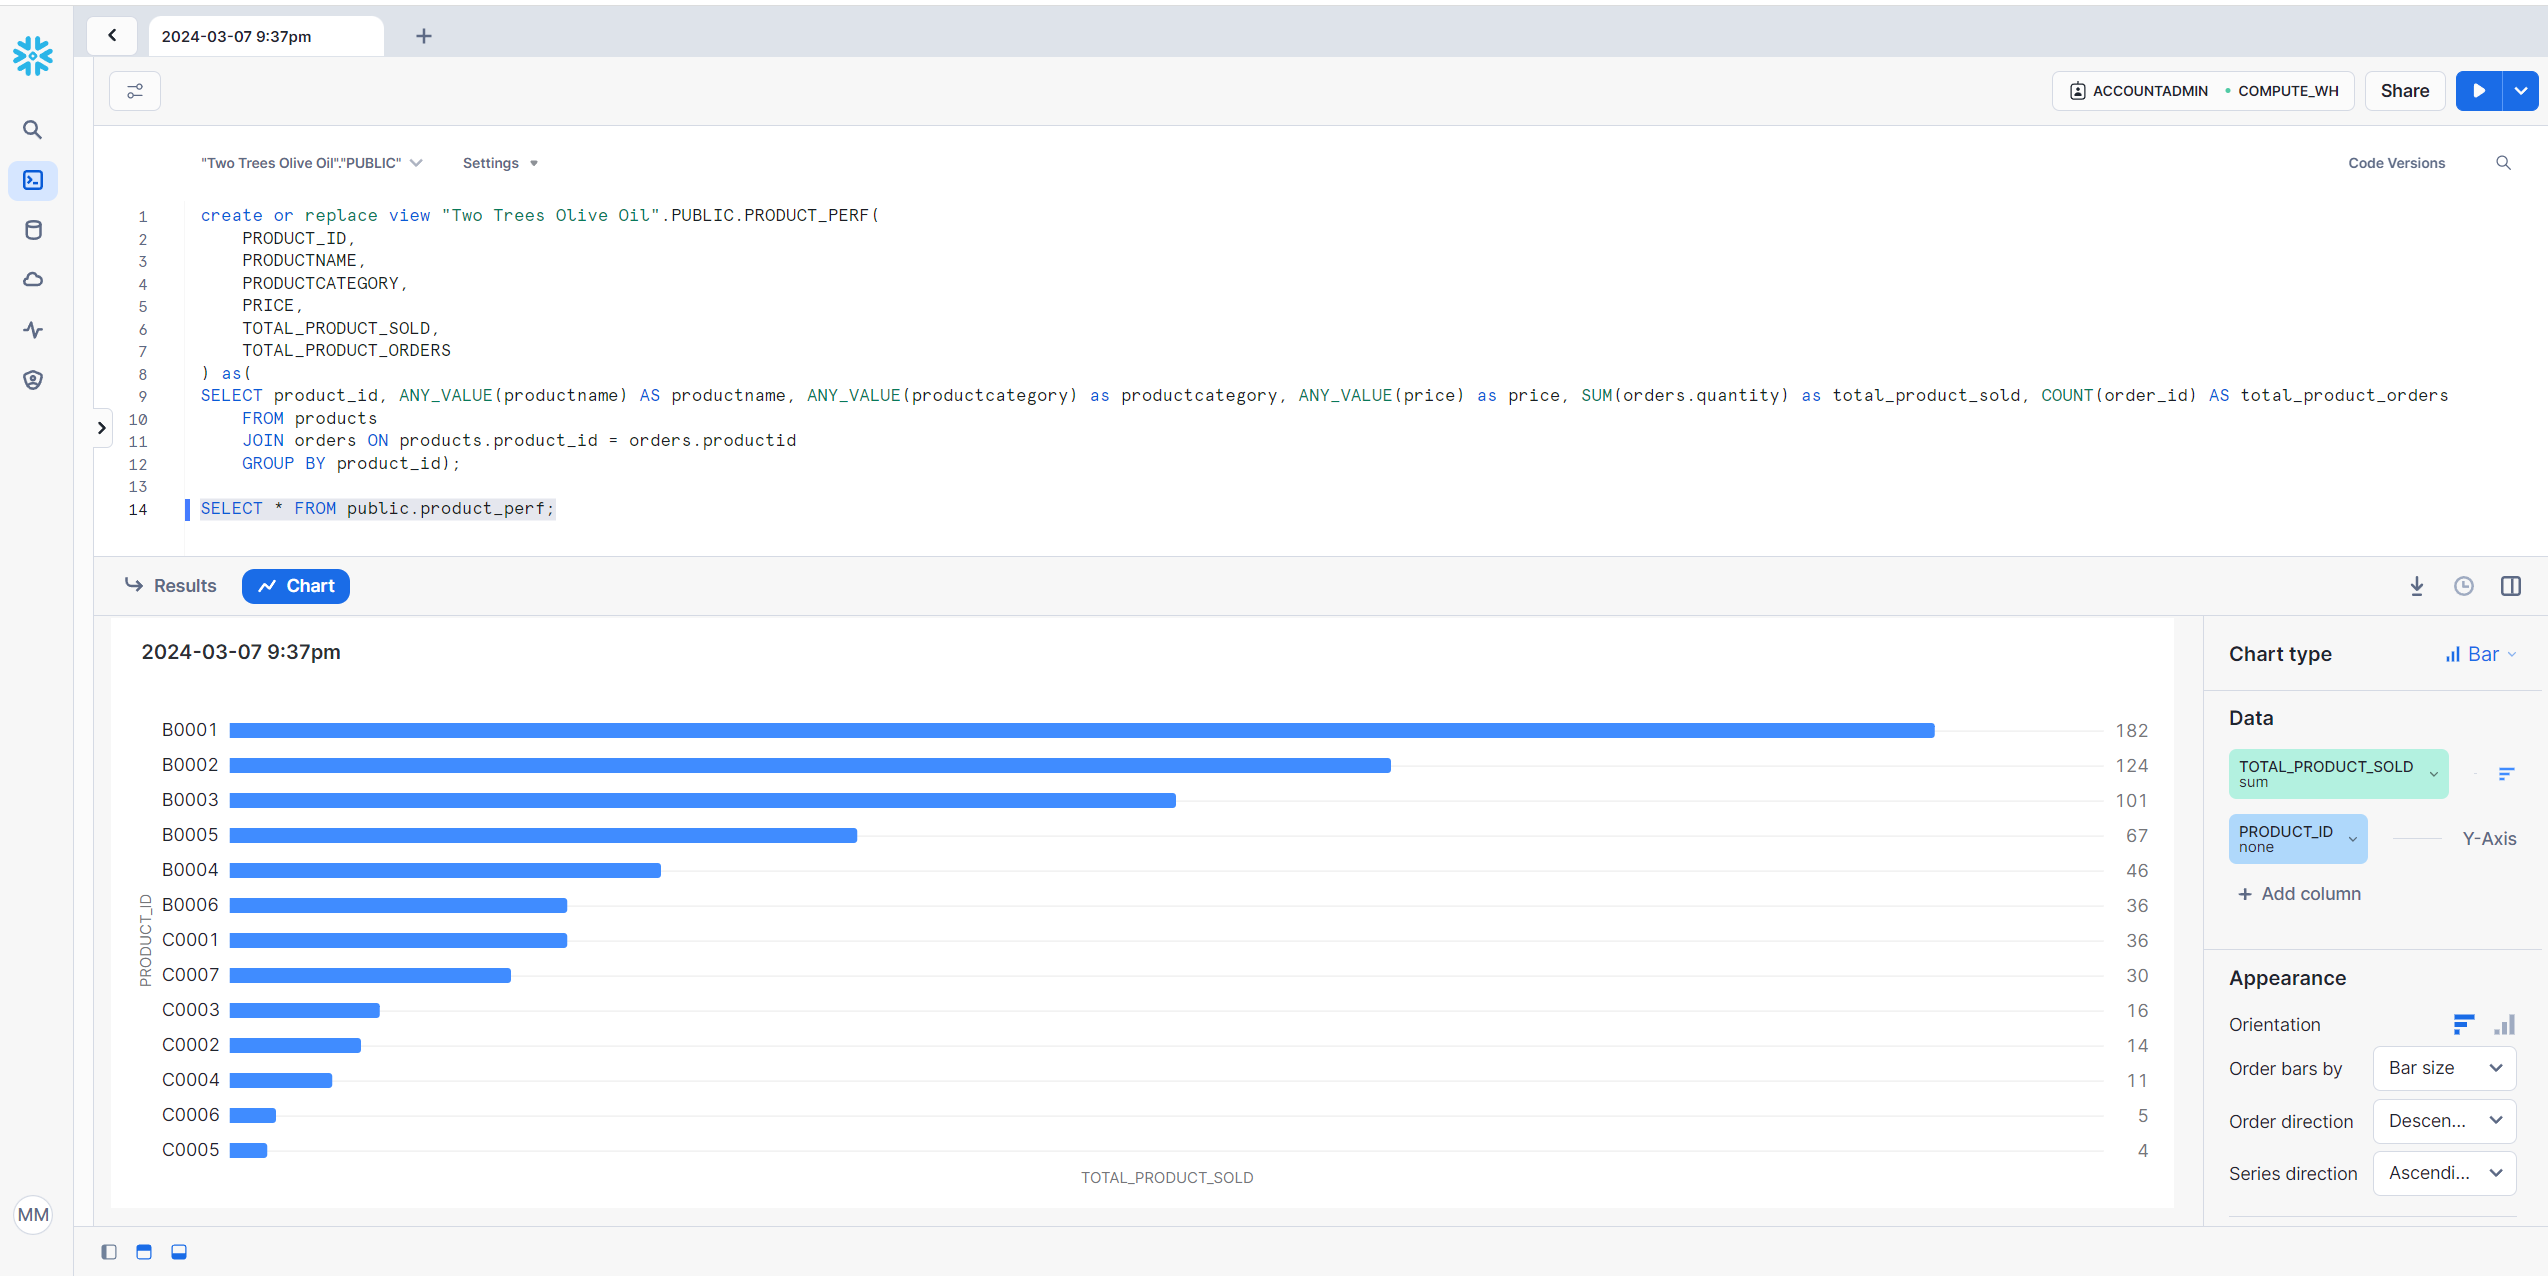 2024-03-07 9:37pm
ACCOUNTADMIN COMPUTE_WH Share
"Two Trees Olive Oil"."PUBLIC" Settings Code Versions
1 create or replace view "Two Trees Olive Oil".PUBLIC.PRODUCT_PERF(
2 PRODUCT_ID,
3 PRODUCTNAME,
4 PRODUCTCATEGORY,
5 PRICE,
6 TOTAL_PRODUCT_SOLD,
7 TOTAL_PRODUCT_ORDERS
8 ) as(
9 SELECT product_id, ANY_VALUE(productname) AS productname, ANY_VALUE(productcategory) as productcategory, ANY_VALUE(price) as price, SUM(orders.quantity) as total_product_sold, COUNT(order_id) AS total_product_orders
10 FROM products
11 JOIN orders ON products.product_id = orders.productid
12 GROUP BY product_id);
13
14 SELECT * FROM public.product_perf;
Results Chart
2024-03-07 9:37pm
B0001 182
B0002 124
B0003 101
B0005 67
B0004 46
B0006 36
C0001 36
C0007 30
C0003 16
C0002 14
C0004 11
C0006 5
C0005 4
PRODUCT_ID
TOTAL_PRODUCT_SOLD
Chart type Bar
Data
TOTAL_PRODUCT_SOLD
sum
PRODUCT_ID
none
Y-Axis
+ Add column
Appearance
Orientation
Order bars by Bar size
Order direction Descen...
Series direction Ascendi...
MM